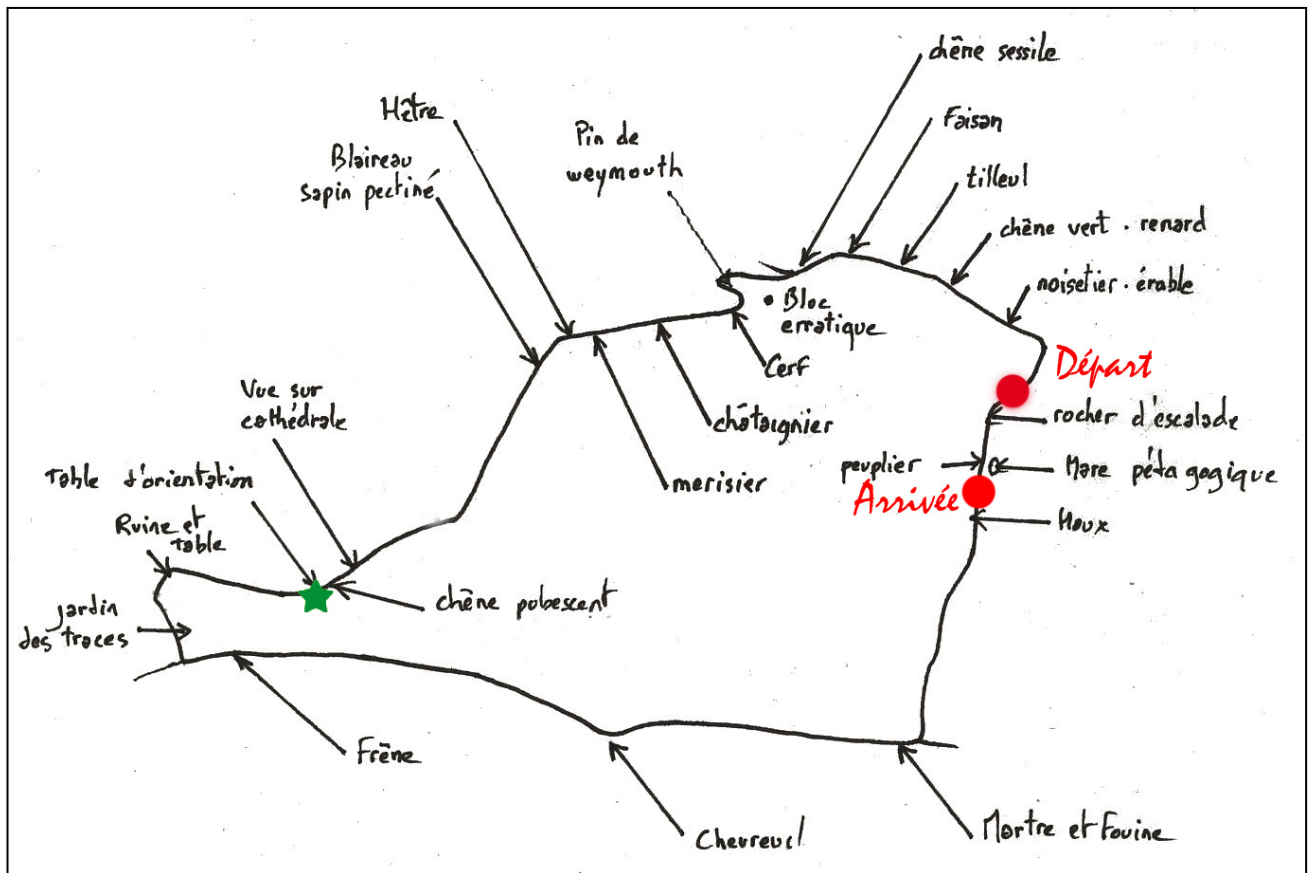 chêne sessile
Hêtre
Faisan
Pin de
weymouth
Blaireau
sapin pectiné
tilleul
chêne vert . renard
noisetier . érable
Bloc
erratique
Départ
Cerf
Vue sur
cathédrale
châtaignier
rocher d'escalade
peuplier
Mare pétagogique
Table d'orientation
merisier
Arrivée
Houx
Ruine et
table
chêne pobescent
jardin
des traces
Frêne
Chevreuil
Martre et Fouine